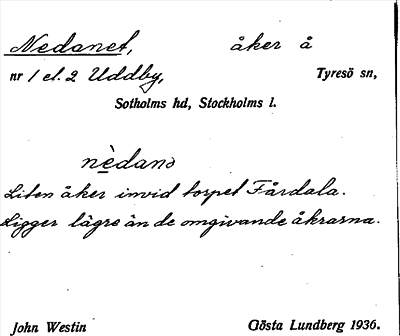 Nedanet, åker å
nr 1 el. 2 Uddby, Tyresö sn,
Sotholms hd, Stockholms l.
nèdanə
Liten åker invid torpet Fårdala.
Ligger lägre än de omgivande åkrarna.
John Westin Gösta Lundberg 1936.